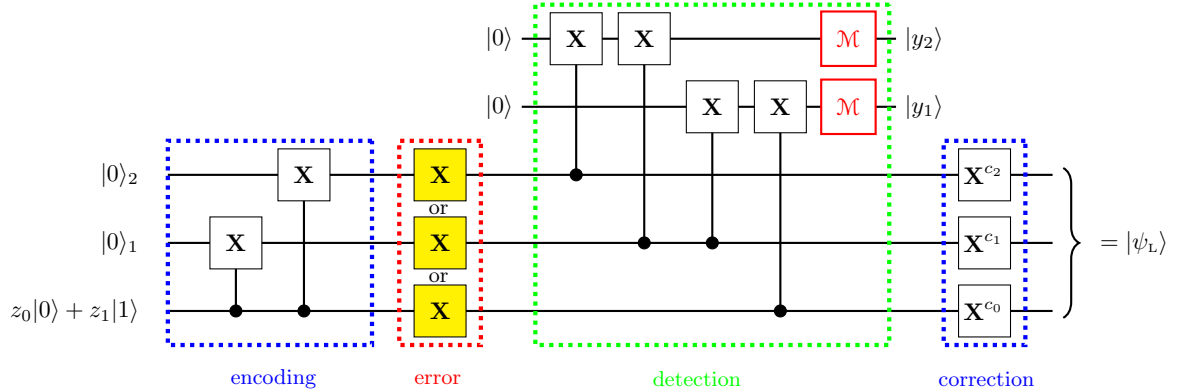 |0⟩ X X ℳ |y₂⟩
|0⟩ X X ℳ |y₁⟩
|0⟩₂ X X X^{c₂}
or
|0⟩₁ X X X^{c₁} = |ψ_L⟩
or
z₀|0⟩ + z₁|1⟩ X X^{c₀}
encoding error detection correction